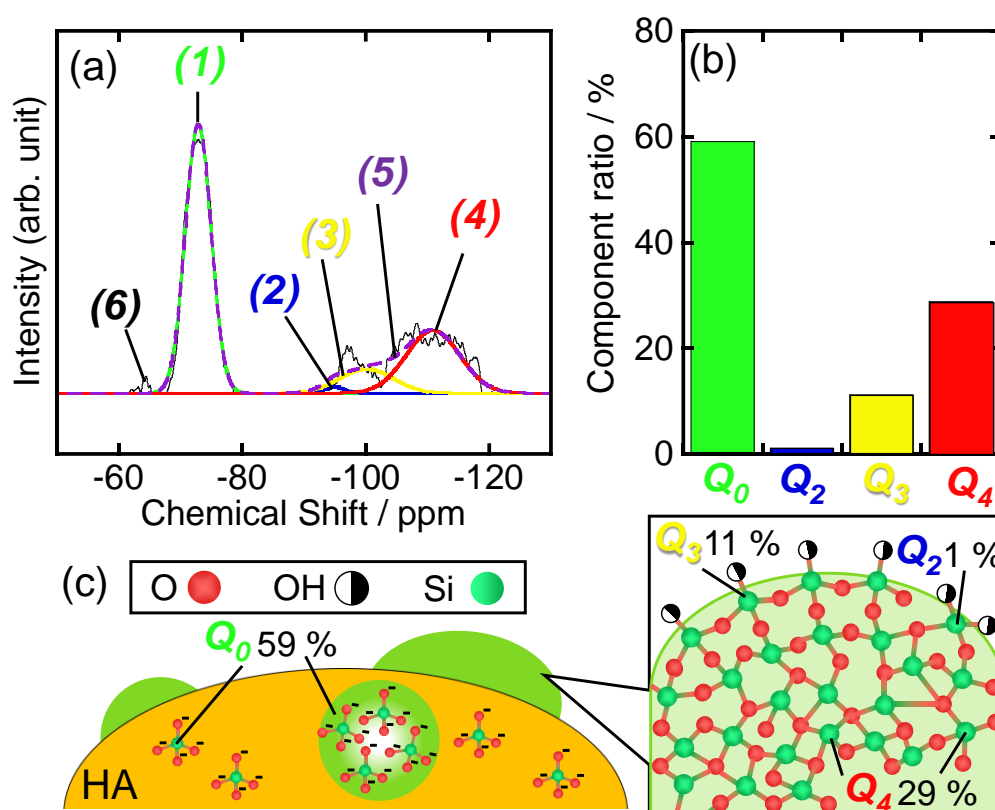 (a)
(1)
(2)
(3)
(4)
(5)
(6)
Intensity (arb. unit)
-60
-80
-100
-120
Chemical Shift / ppm
(b)
80
60
40
20
0
Component ratio / %
Q0
Q2
Q3
Q4
(c)
O
OH
Si
Q0 59 %
HA
Q3 11 %
Q2 1 %
Q4 29 %